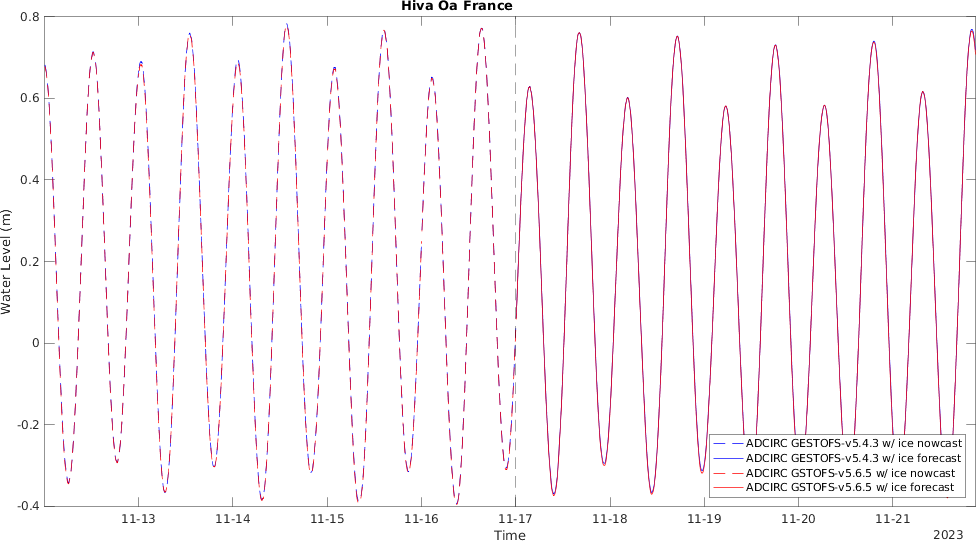 Hiva Oa France
0.8
0.6
0.4
0.2
0
-0.2
-0.4
Water Level (m)
ADCIRC GESTOFS-v5.4.3 w/ ice nowcast
ADCIRC GESTOFS-v5.4.3 w/ ice forecast
ADCIRC GSTOFS-v5.6.5 w/ ice nowcast
ADCIRC GSTOFS-v5.6.5 w/ ice forecast
11-13 11-14 11-15 11-16 11-17 11-18 11-19 11-20 11-21
Time
2023